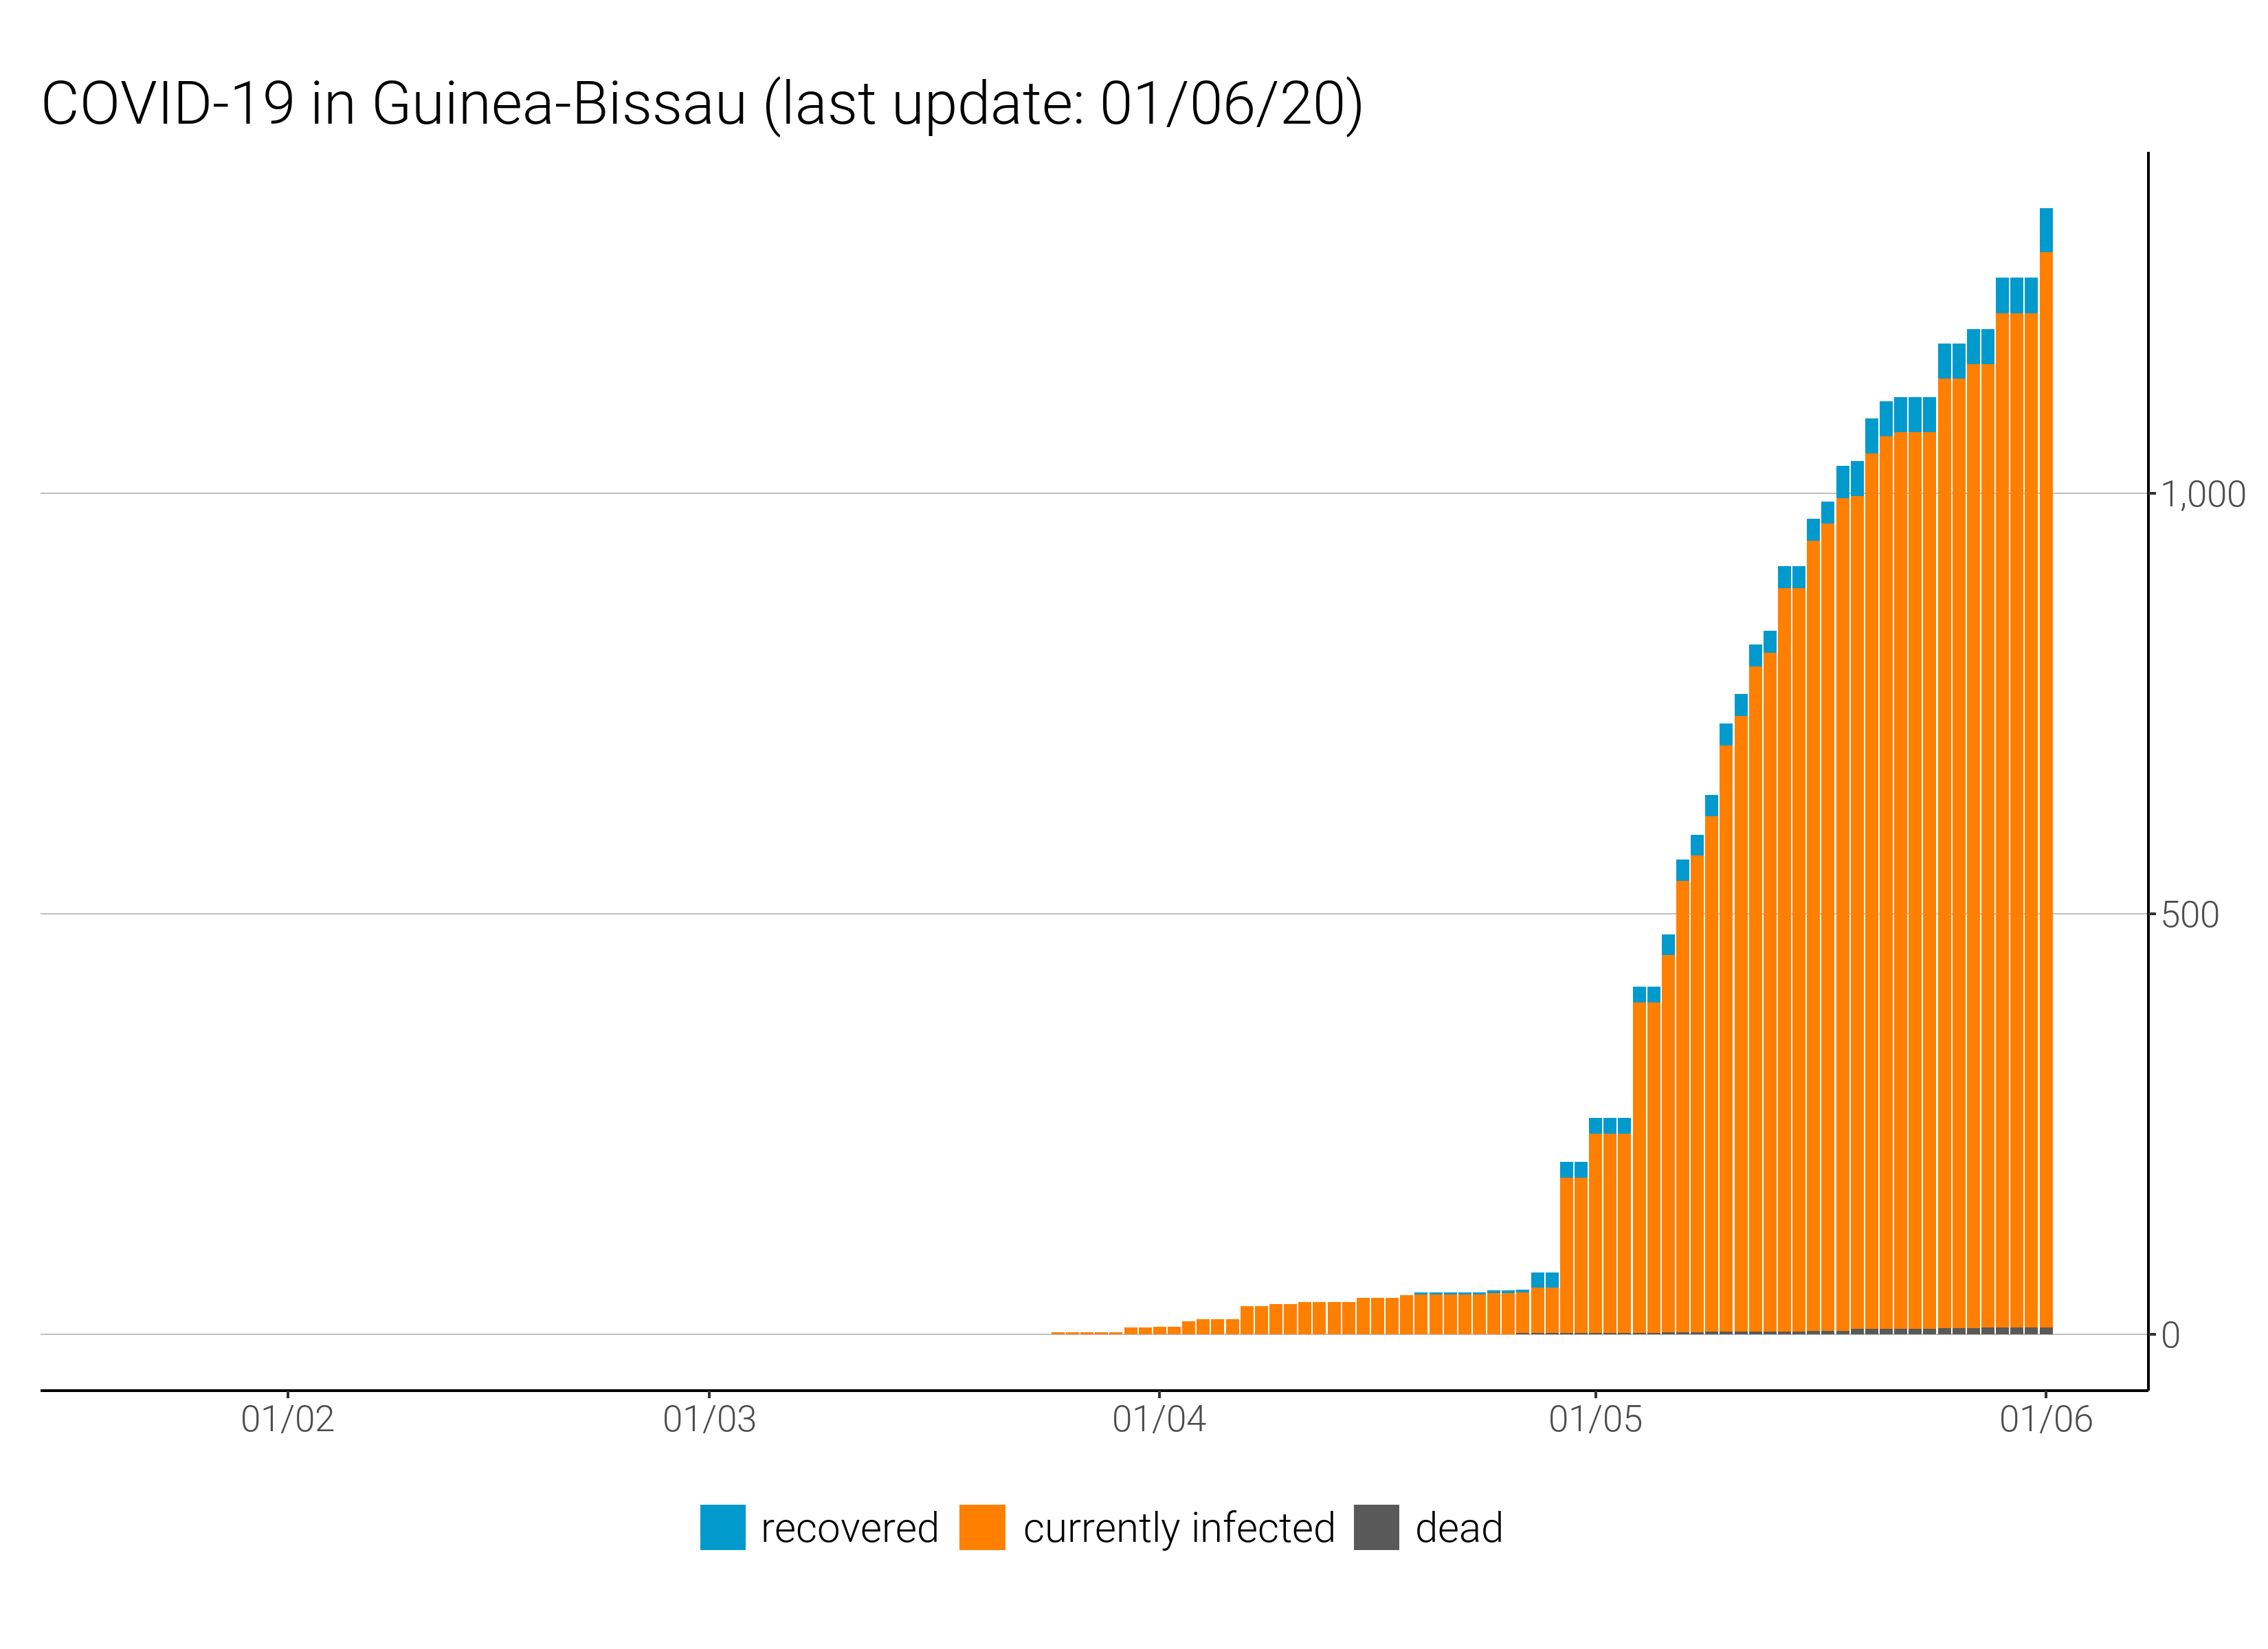 COVID-19 in Guinea-Bissau (last update: 01/06/20)
1,000
500
0
01/02 01/03 01/04 01/05 01/06
recovered currently infected dead